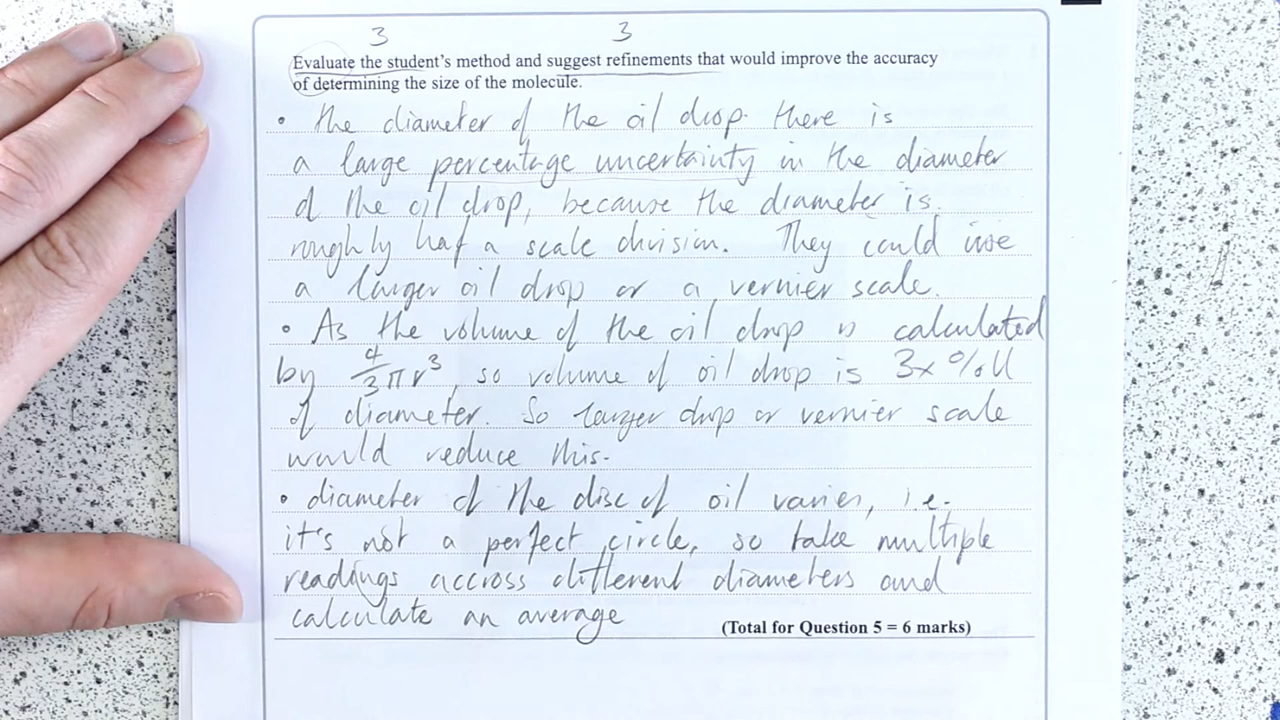 3 3
Evaluate the student's method and suggest refinements that would improve the accuracy
of determining the size of the molecule.
• the diameter of the oil drop. there is
a large percentage uncertainty in the diameter
of the oil drop, because the diameter is.
roughly half a scale division. They could use
a larger oil drop or a vernier scale.
• As the volume of the oil drop is calculated
by 4/3 π r³, so volume of oil drop is 3x %U
of diameter. So larger drop or vernier scale
would reduce this.
• diameter of the disc of oil varies, i.e.
it's not a perfect circle, so take multiple
readings accross different diameters and
calculate an average
(Total for Question 5 = 6 marks)